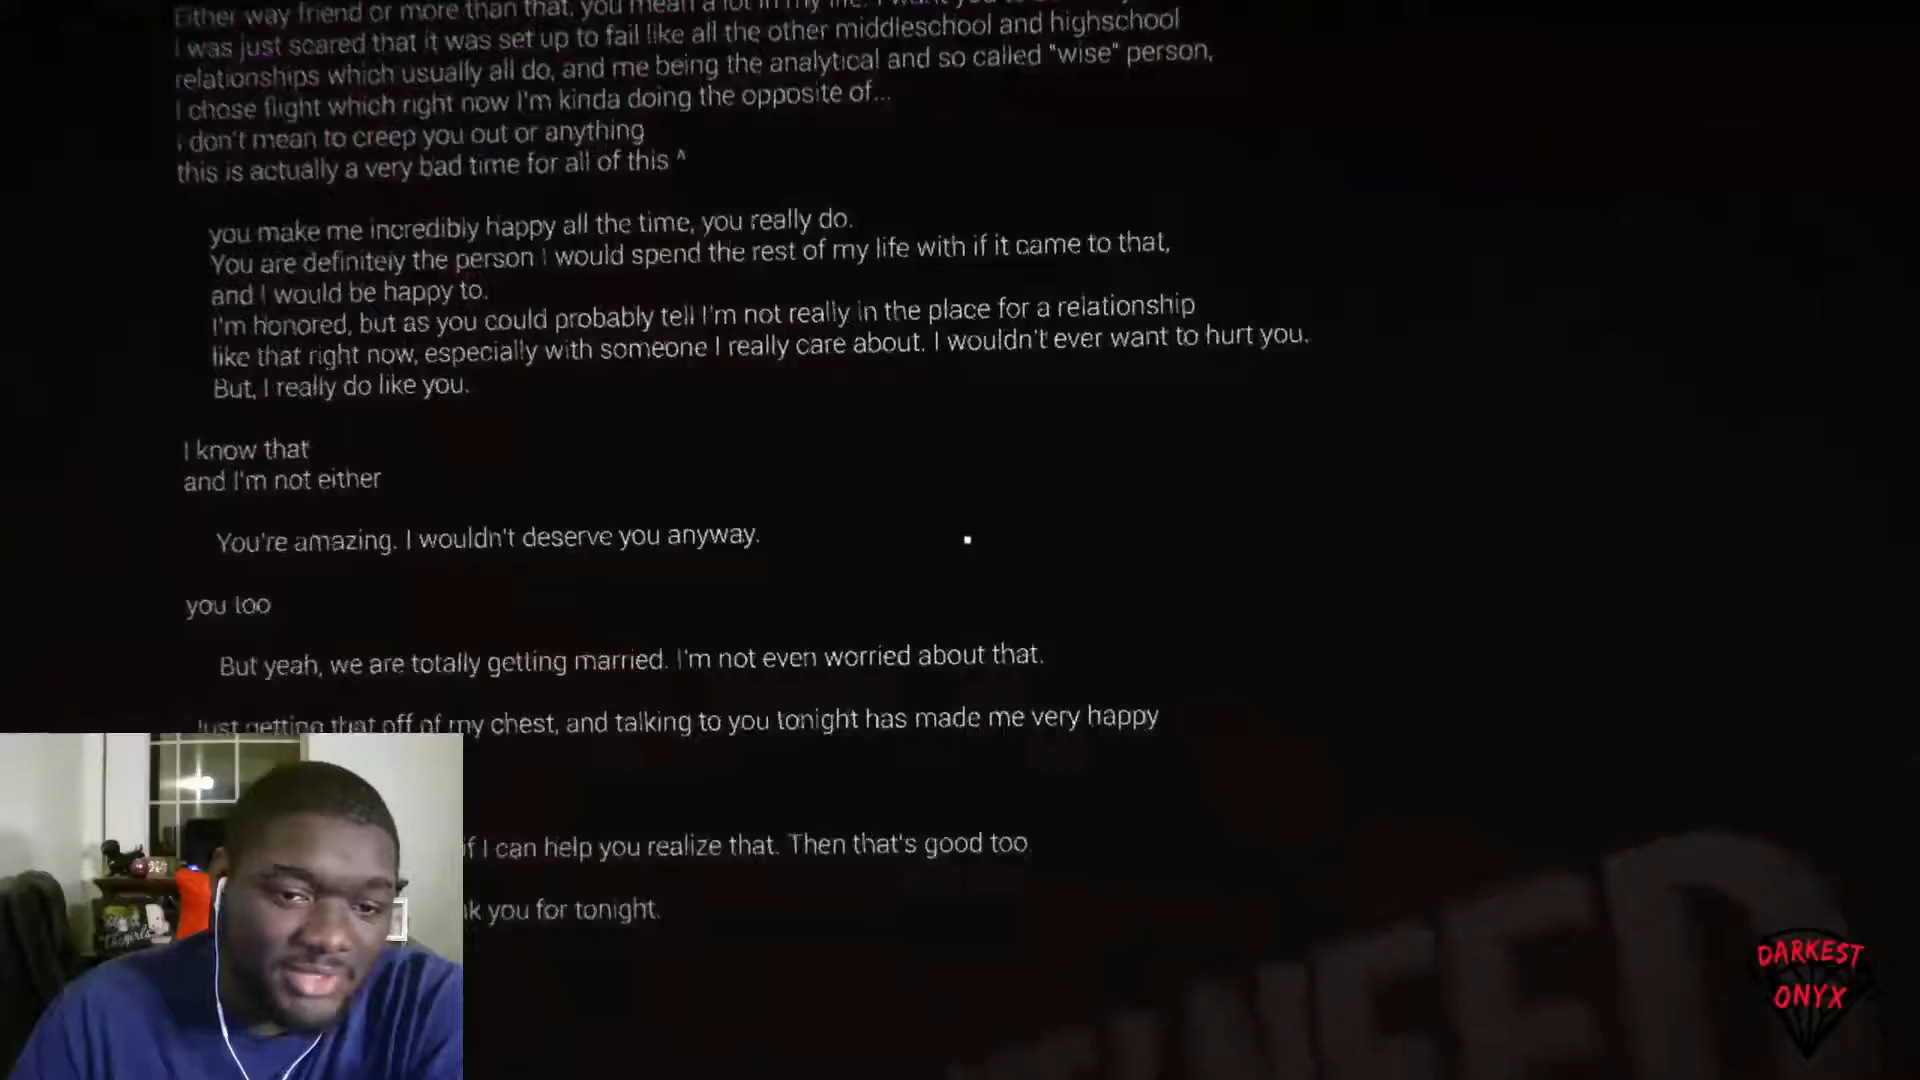 Either way friend or more than that, you mean a lot in my life.
I was just scared that it was set up to fail like all the other middleschool and highschool
relationships which usually all do, and me being the analytical and so called "wise" person,
I chose flight which right now I'm kinda doing the opposite of...
i don't mean to creep you out or anything
this is actually a very bad time for all of this ^
you make me incredibly happy all the time, you really do.
You are definitely the person I would spend the rest of my life with if it came to that,
and I would be happy to.
I'm honored, but as you could probably tell I'm not really in the place for a relationship
like that right now, especially with someone I really care about. I wouldn't ever want to hurt you.
But, I really do like you.
I know that
and I'm not either
You're amazing. I wouldn't deserve you anyway.
you too
But yeah, we are totally getting married. I'm not even worried about that.
Just getting that off of my chest, and talking to you tonight has made me very happy
if I can help you realize that. Then that's good too
you for tonight.
DARKEST
ONYX